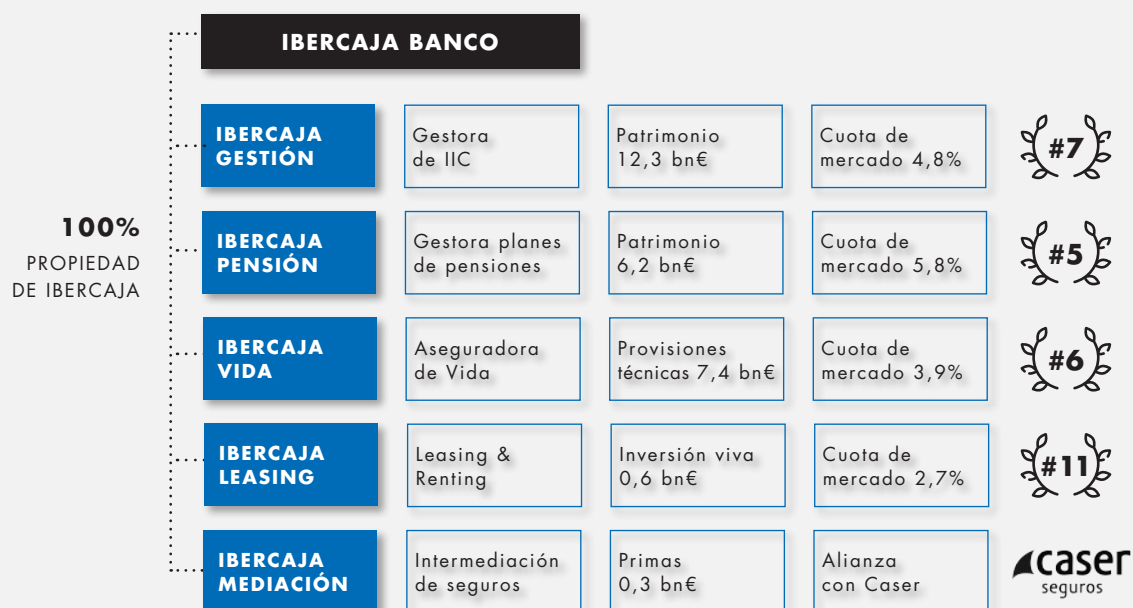 IBERCAJA BANCO
100%
PROPIEDAD
DE IBERCAJA
IBERCAJA
GESTIÓN
Gestora
de IIC
Patrimonio
12,3 bn€
Cuota de
mercado 4,8%
#7
IBERCAJA
PENSIÓN
Gestora planes
de pensiones
Patrimonio
6,2 bn€
Cuota de
mercado 5,8%
#5
IBERCAJA
VIDA
Aseguradora
de Vida
Provisiones
técnicas 7,4 bn€
Cuota de
mercado 3,9%
#6
IBERCAJA
LEASING
Leasing &
Renting
Inversión viva
0,6 bn€
Cuota de
mercado 2,7%
#11
IBERCAJA
MEDIACIÓN
Intermediación
de seguros
Primas
0,3 bn€
Alianza
con Caser
caser
seguros